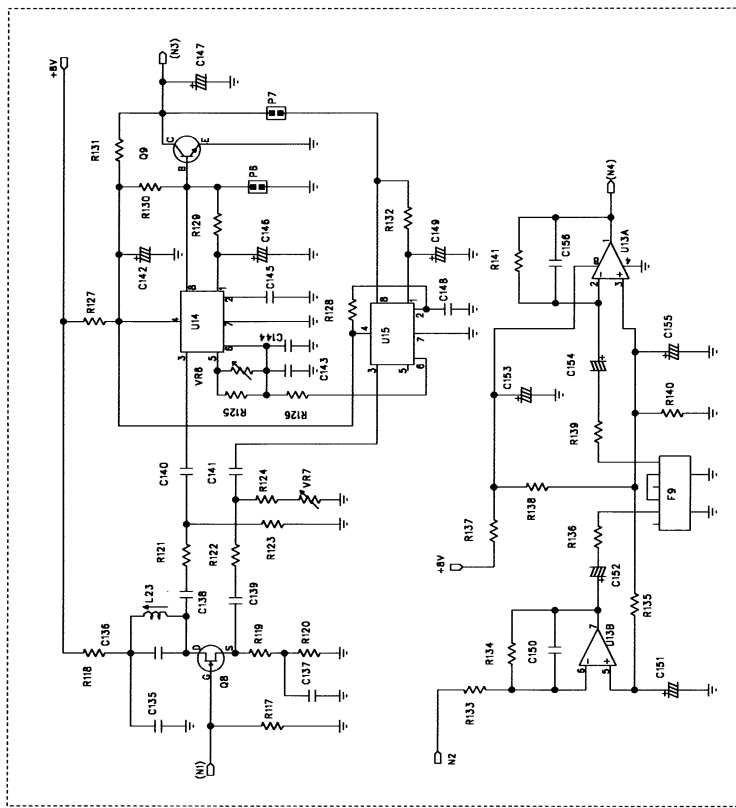 +8V
(N3)
C147
R131
Q9
C
E
B
P7
R130
P6
C142
R129
C146
R132
C149
R127
4
8
1
U14
2
7
6
3
5
C145
R128
C144
C143
VR6
R125
R126
4
8
1
U15
2
7
3
5
6
C148
C140
C141
R124
VR7
R121
R122
R123
L23
C138
C139
C136
R118
C135
D
S
G
Q8
R119
R120
C137
R117
(N1)
(N4)
R141
C156
U13A
1
8
4
2
3
-
+
C153
C154
C155
R139
R140
R137
R138
+8V
F9
R136
C152
R135
R134
C150
7
U13B
6
5
-
+
C151
R133
N2